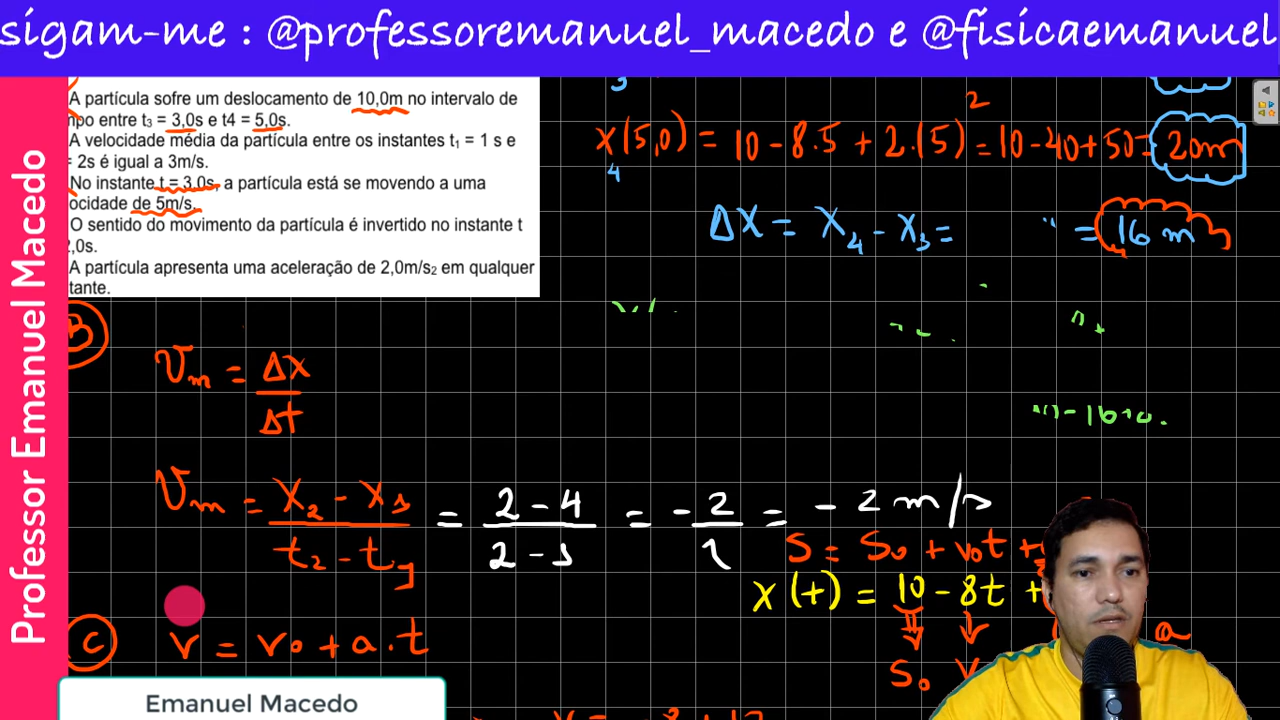 sigam-me : @professoremanuel_macedo e @fisicaemanuel
Professor Emanuel Macedo
A partícula sofre um deslocamento de 10,0m no intervalo de
npo entre t3 = 3,0s e t4 = 5,0s.
A velocidade média da partícula entre os instantes t1 = 1 s e
= 2s é igual a 3m/s.
No instante t = 3,0s, a partícula está se movendo a uma
ocidade de 5m/s.
O sentido do movimento da partícula é invertido no instante t
2,0s.
A partícula apresenta uma aceleração de 2,0m/s2 em qualquer
tante.
3
x4(5,0) = 10 - 8.5 + 2.(5)² = 10 - 40 + 50 = 20m
ΔX = X4 - X3 = " = 16 m
B
Vm = ΔX/Δt
Vm = (X2 - X1)/(t2 - t1) = (2 - 4)/(2 - 1) = -2/1 = -2 m/s
S = S0 + v0t +
x(t) = 10 - 8t +
S0 V a
C
v = v0 + a.t
Emanuel Macedo